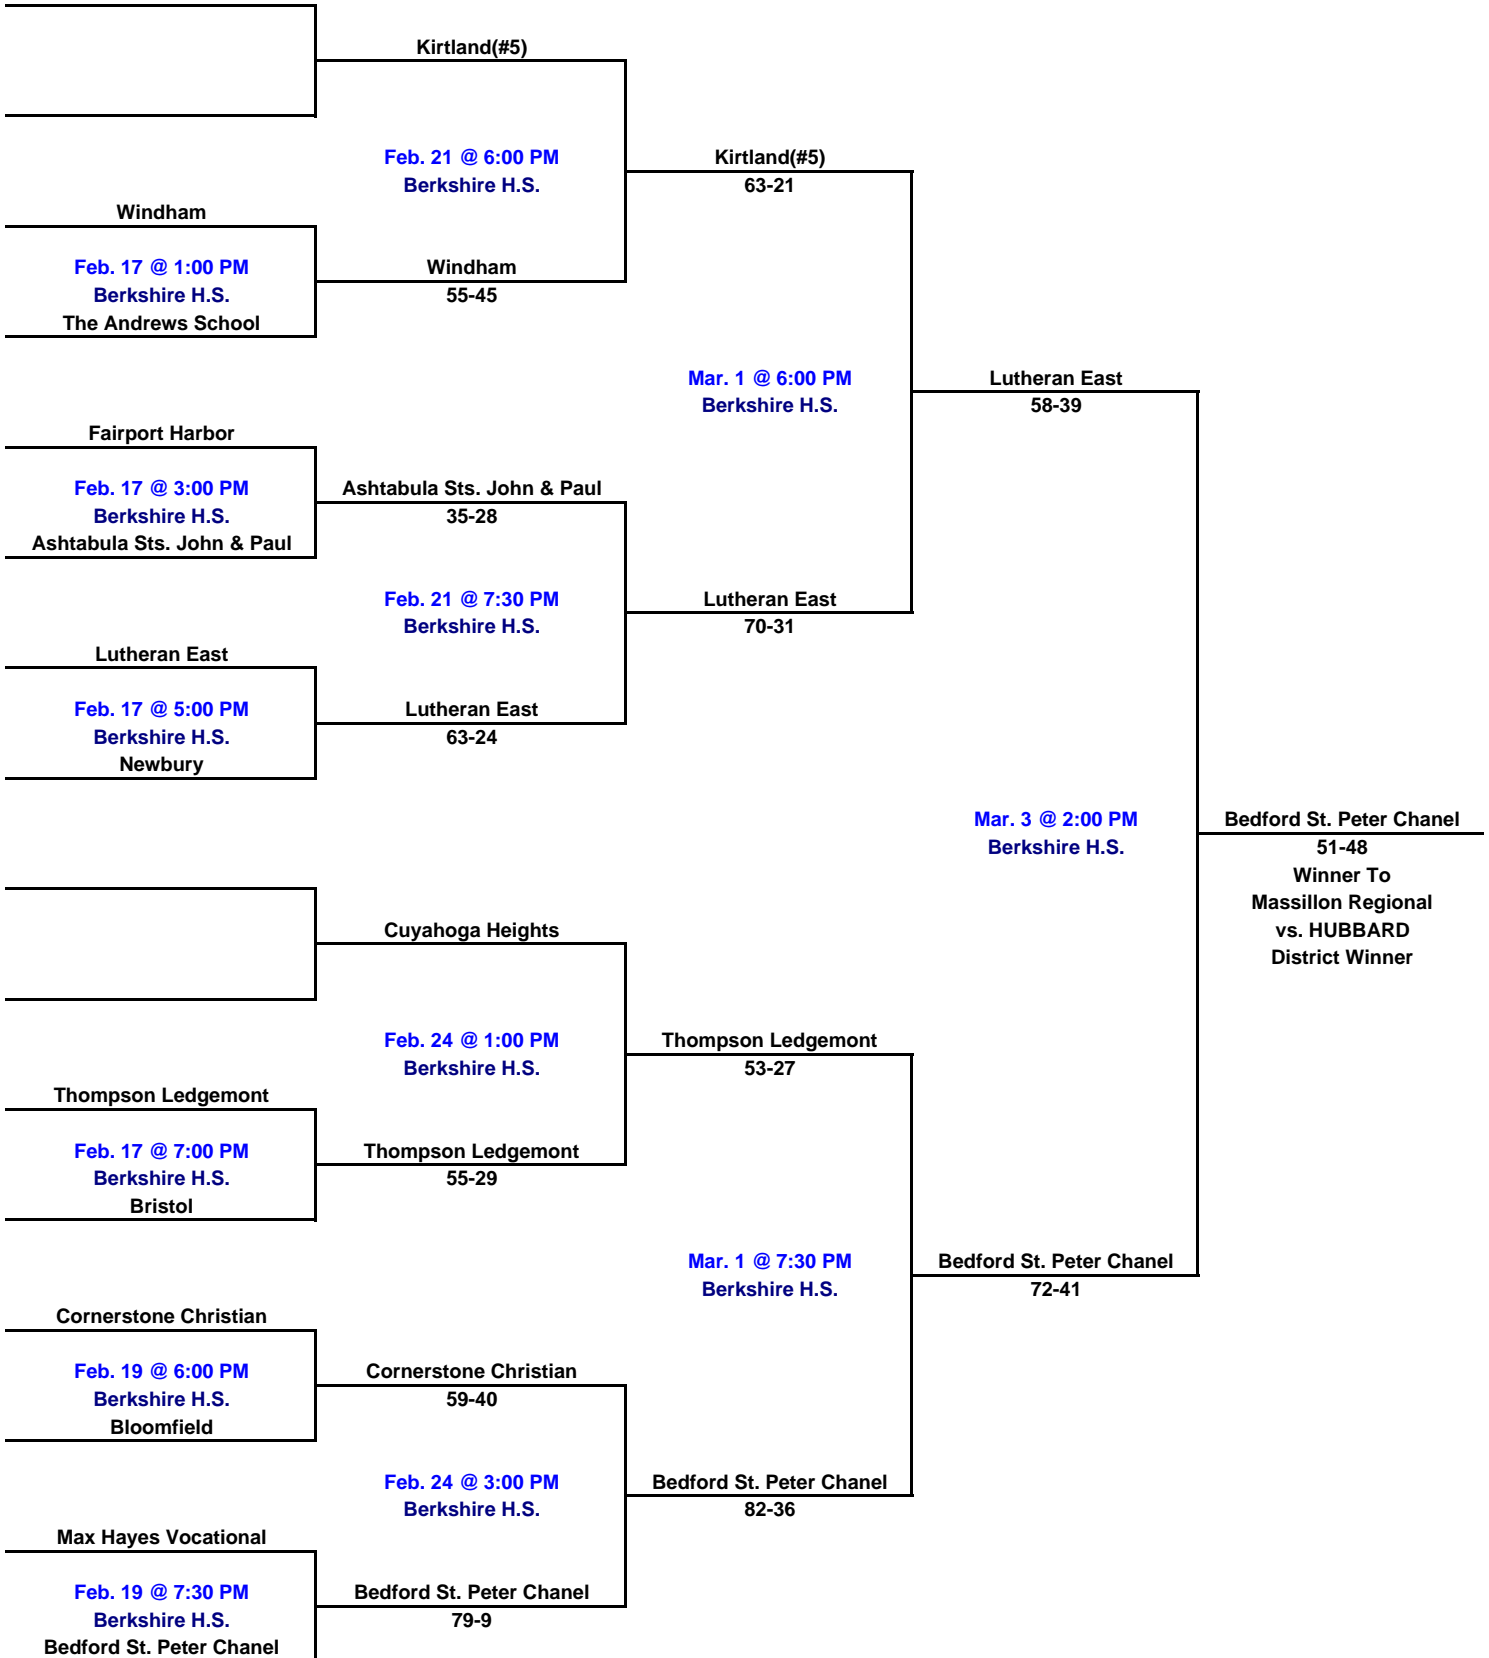 Kirtland(#5)
Feb. 21 @ 6:00 PM
Kirtland(#5)
Berkshire H.S.
63-21
Windham
Feb. 17 @ 1:00 PM
Windham
Berkshire H.S.
55-45
The Andrews School
Mar. 1 @ 6:00 PM
Lutheran East
Berkshire H.S.
58-39
Fairport Harbor
Feb. 17 @ 3:00 PM
Ashtabula Sts. John & Paul
Berkshire H.S.
35-28
Ashtabula Sts. John & Paul
Feb. 21 @ 7:30 PM
Lutheran East
Berkshire H.S.
70-31
Lutheran East
Feb. 17 @ 5:00 PM
Lutheran East
Berkshire H.S.
63-24
Newbury
Mar. 3 @ 2:00 PM
Bedford St. Peter Chanel
Berkshire H.S.
51-48
Winner To
Massillon Regional
vs. HUBBARD
District Winner
Cuyahoga Heights
Feb. 24 @ 1:00 PM
Thompson Ledgemont
Berkshire H.S.
53-27
Thompson Ledgemont
Feb. 17 @ 7:00 PM
Thompson Ledgemont
Berkshire H.S.
55-29
Bristol
Mar. 1 @ 7:30 PM
Bedford St. Peter Chanel
Berkshire H.S.
72-41
Cornerstone Christian
Feb. 19 @ 6:00 PM
Cornerstone Christian
Berkshire H.S.
59-40
Bloomfield
Feb. 24 @ 3:00 PM
Bedford St. Peter Chanel
Berkshire H.S.
82-36
Max Hayes Vocational
Feb. 19 @ 7:30 PM
Bedford St. Peter Chanel
Berkshire H.S.
79-9
Bedford St. Peter Chanel